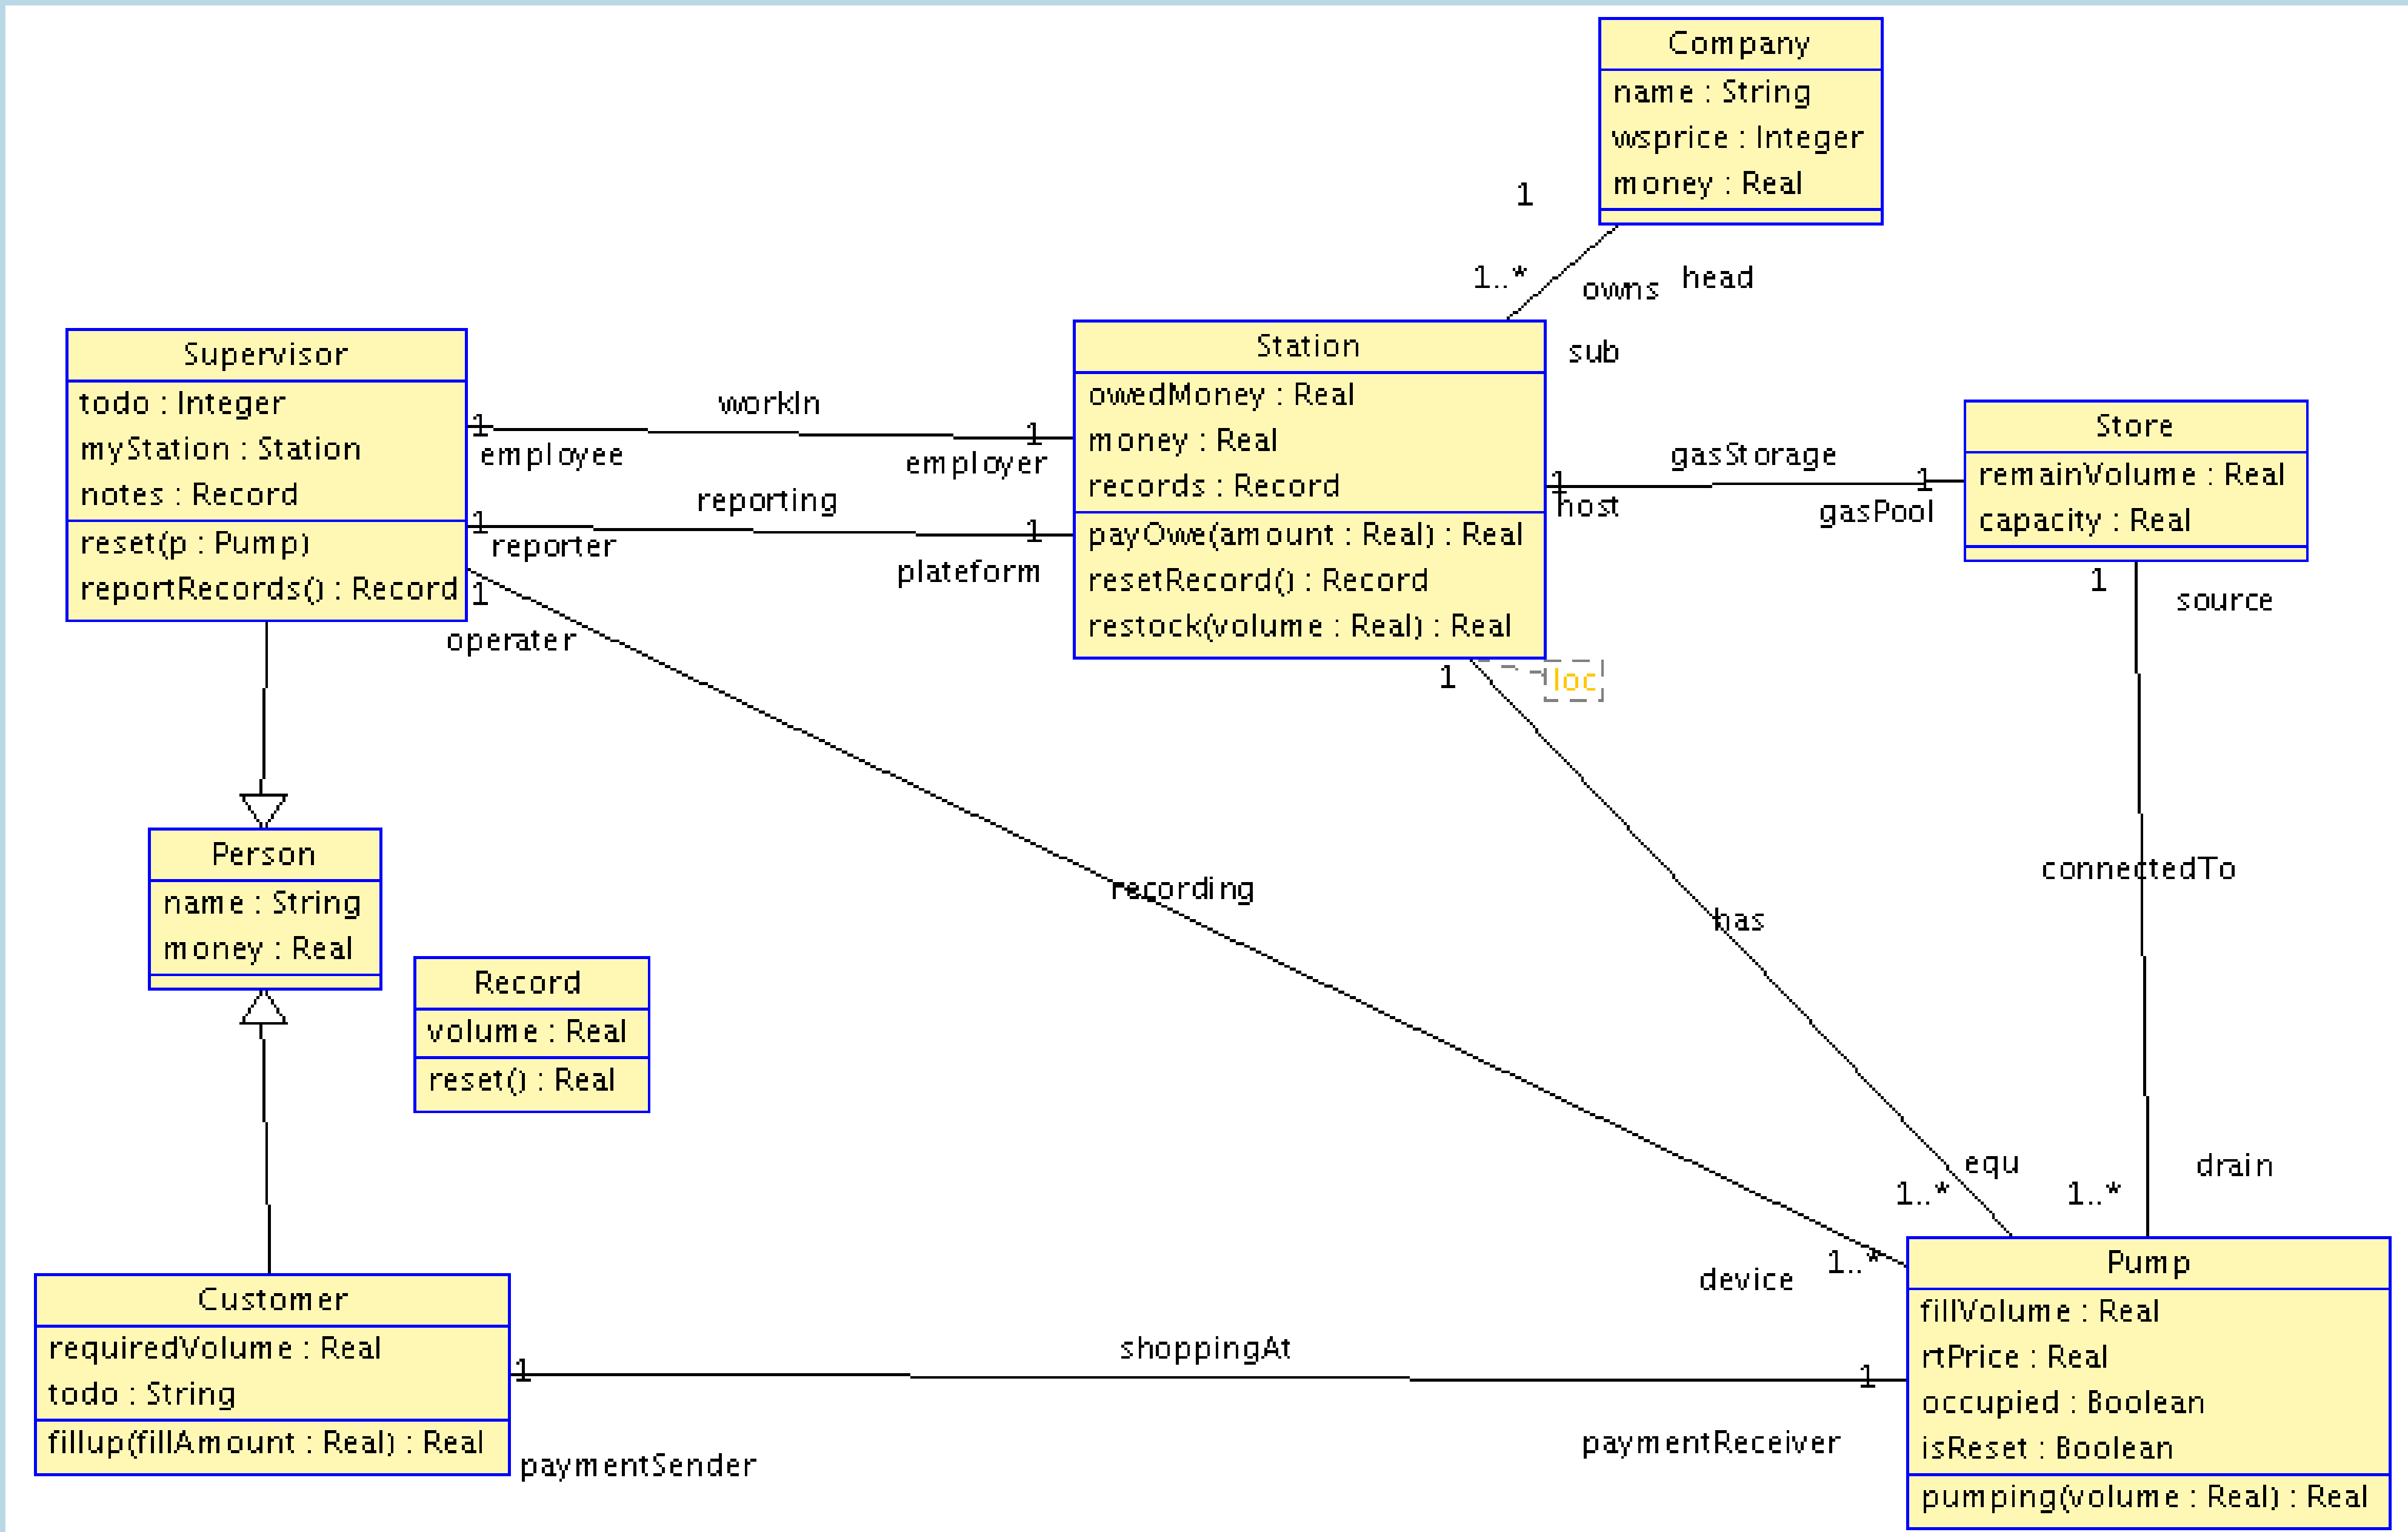 Company
name : String
wsprice : Integer
money : Real
1
1..*
owns
head
sub
Supervisor
todo : Integer
myStation : Station
notes : Record
reset(p : Pump)
reportRecords() : Record
workIn
1
employee
1
employer
reporting
1
reporter
1
plateform
1
operater
Station
owedMoney : Real
money : Real
records : Record
payOwe(amount : Real) : Real
resetRecord() : Record
restock(volume : Real) : Real
gasStorage
1
host
1
gasPool
Store
remainVolume : Real
capacity : Real
1
source
1
loc
Person
name : String
money : Real
recording
has
connectedTo
Record
volume : Real
reset() : Real
equ
drain
1..*
1..*
1..*
device
Customer
requiredVolume : Real
todo : String
fillup(fillAmount : Real) : Real
1
paymentSender
shoppingAt
1
paymentReceiver
Pump
fillVolume : Real
rtPrice : Real
occupied : Boolean
isReset : Boolean
pumping(volume : Real) : Real